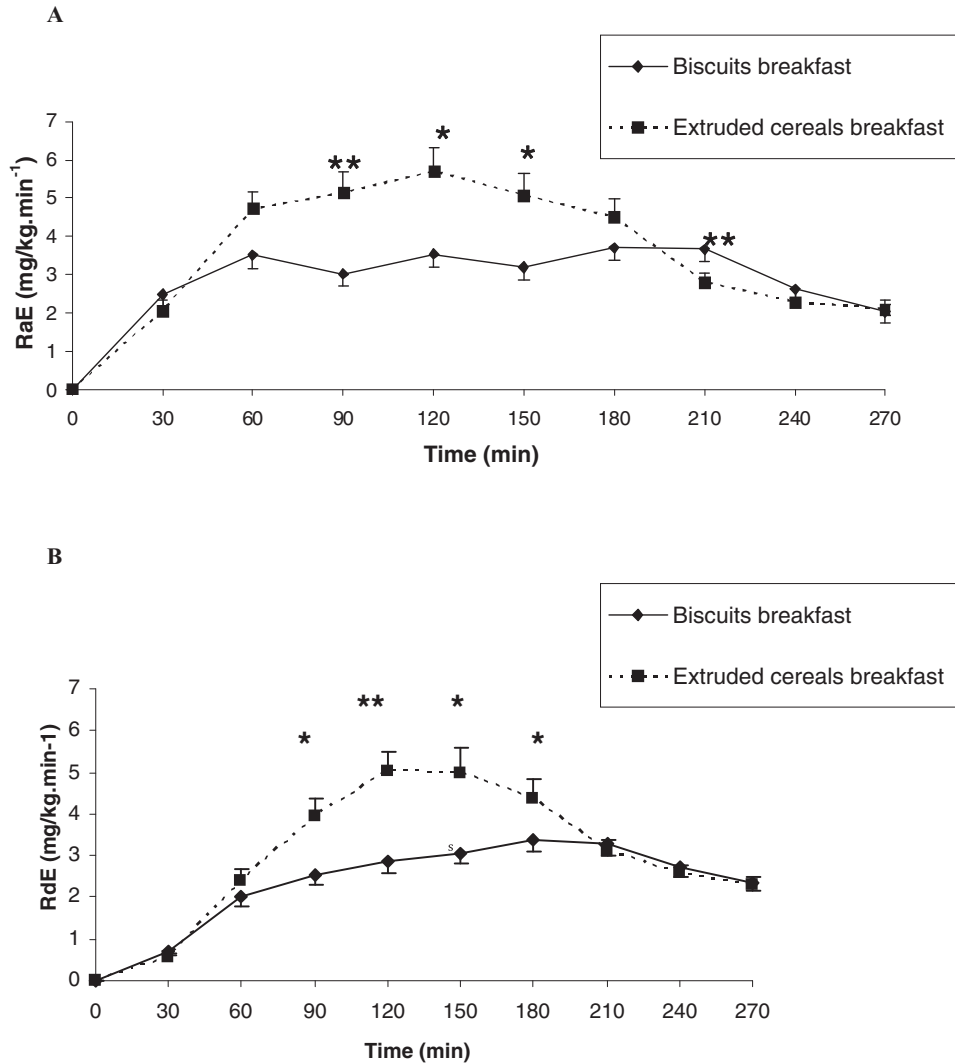 A
Biscuits breakfast
Extruded cereals breakfast
7
6
5
4
3
2
1
0
RaE (mg/kg.min⁻¹)
**
*
*
**
0 30 60 90 120 150 180 210 240 270
Time (min)
B
Biscuits breakfast
Extruded cereals breakfast
7
6
5
4
3
2
1
0
RdE (mg/kg.min-1)
*
**
*
*
s
0 30 60 90 120 150 180 210 240 270
Time (min)